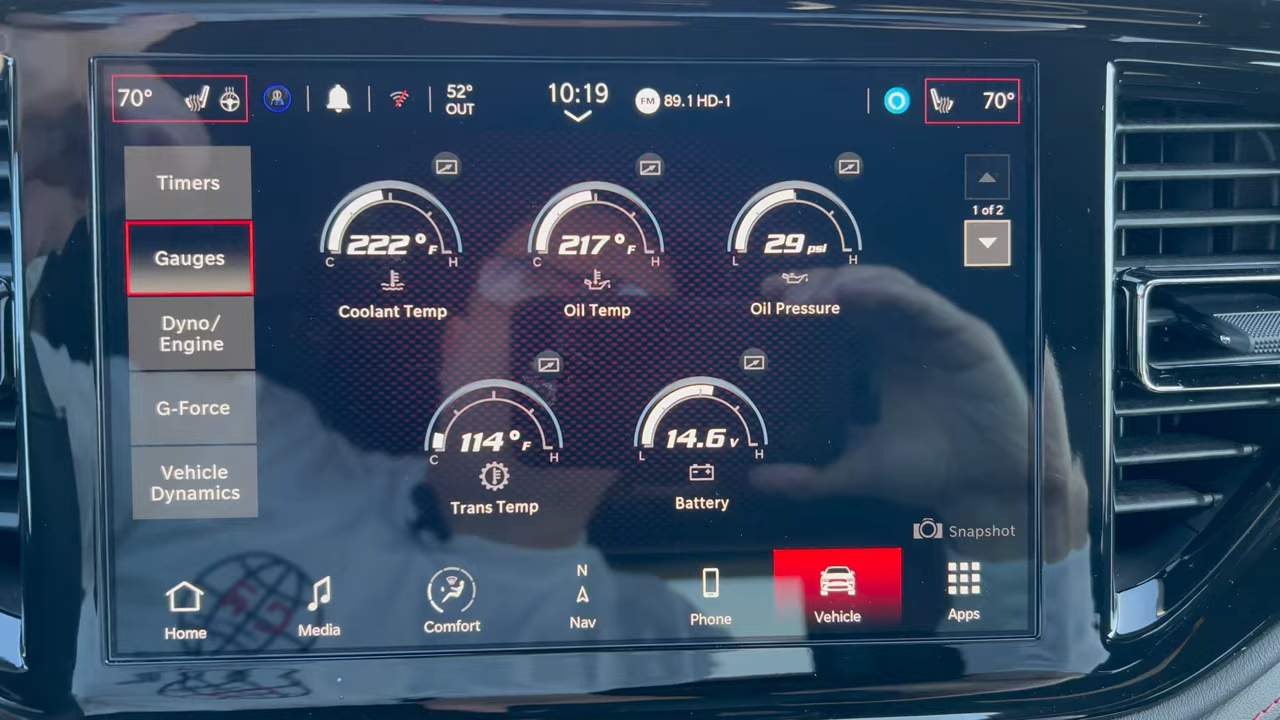 70°
52°
OUT
10:19
FM 89.1 HD-1
70°
Timers
Gauges
Dyno/
Engine
G-Force
Vehicle
Dynamics
222°F
C H
Coolant Temp
217°F
C H
Oil Temp
29 psi
L H
Oil Pressure
1 of 2
114°F
C H
Trans Temp
14.6 v
L H
Battery
Snapshot
Home
Media
Comfort
N
Nav
Phone
Vehicle
Apps